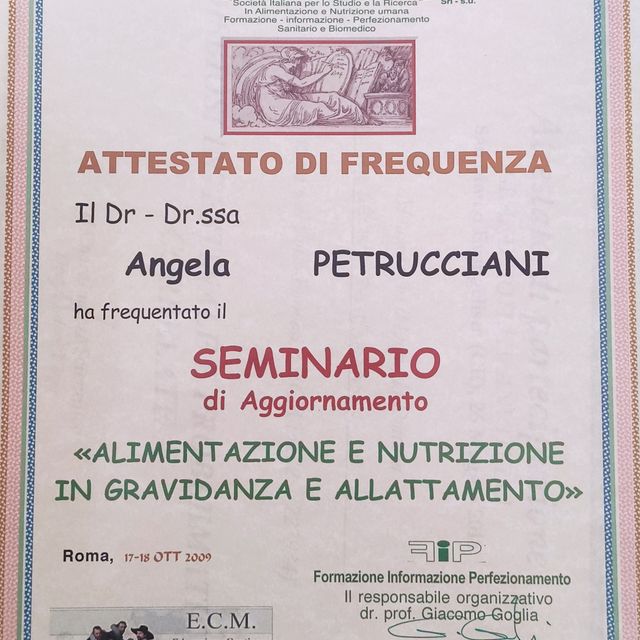 Società Italiana per lo Studio e la Ricerca
Srl - s.u.
In Alimentazione e Nutrizione umana
Formazione - informazione - Perfezionamento
Sanitario e Biomedico
ATTESTATO DI FREQUENZA
Il Dr - Dr.ssa
Angela PETRUCCIANI
ha frequentato il
SEMINARIO
di Aggiornamento
«ALIMENTAZIONE E NUTRIZIONE
IN GRAVIDANZA E ALLATTAMENTO»
Roma, 17-18 OTT 2009
FIP
Formazione Informazione Perfezionamento
Il responsabile organizzativo
dr. prof. Giacomo Goglia
E.C.M.